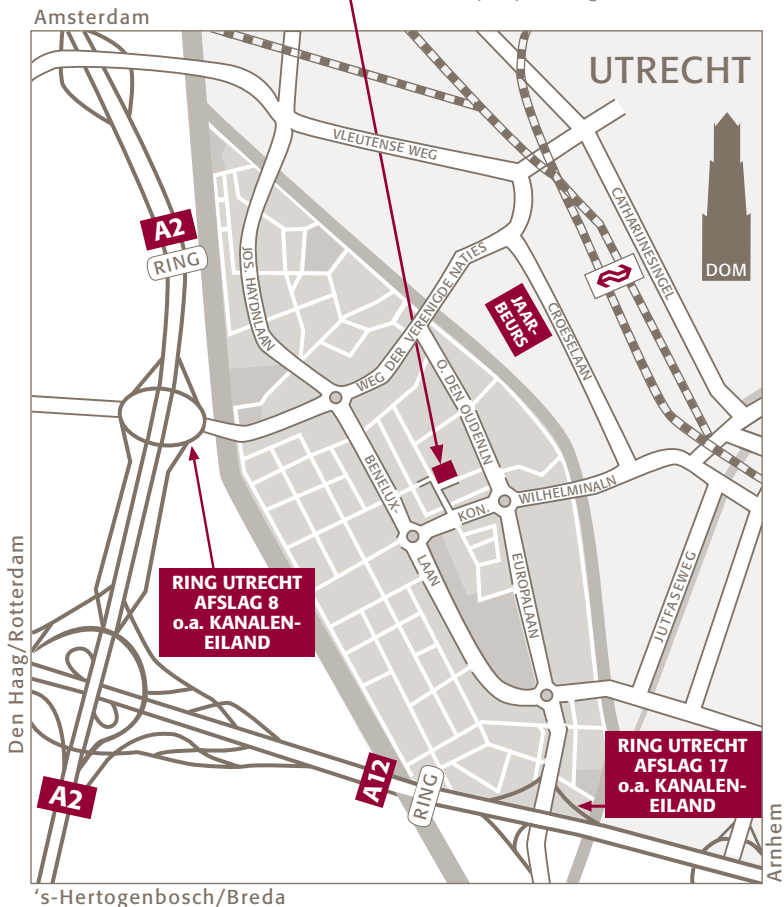 Amsterdam
UTRECHT
VLEUTENSE WEG
CATHARIJNESINGEL
A2
RING
JOS. HAYDNLAAN
WEG DER VERENIGDE NATIES
JAAR-
BEURS
CROESELAAN
DOM
O. DEN OUDENLN
BENELUX-
LAAN
KON.
WILHELMINALN
EUROPALAAN
JUTFASEWEG
RING UTRECHT
AFSLAG 8
o.a. KANALEN-
EILAND
Den Haag/Rotterdam
A2
A12
RING
RING UTRECHT
AFSLAG 17
o.a. KANALEN-
EILAND
Arnhem
‘s-Hertogenbosch/Breda